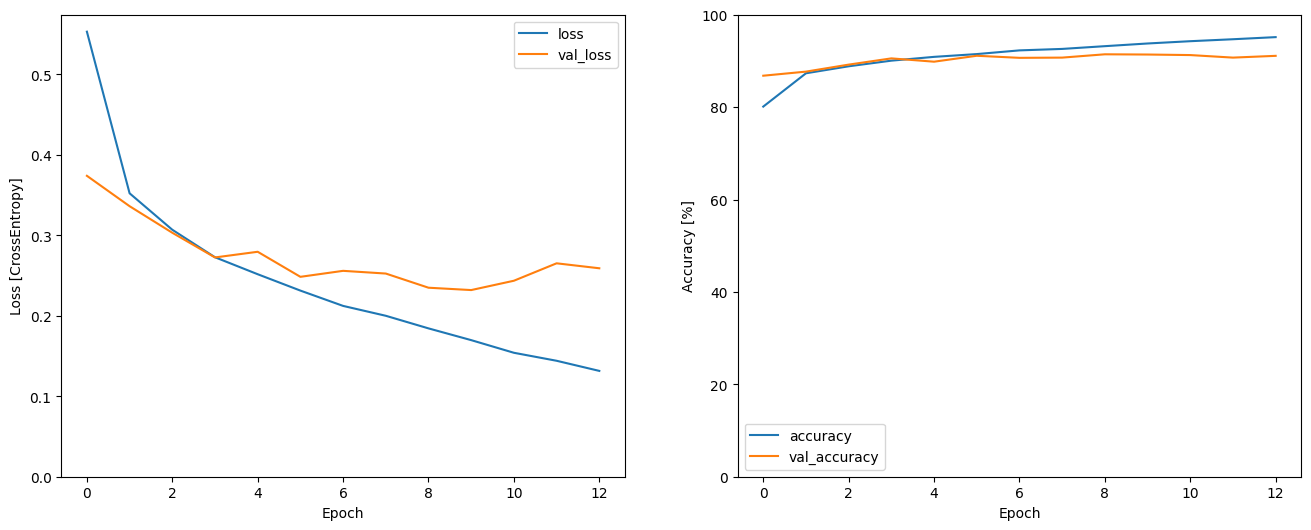 loss
val_loss
0.5
0.4
0.3
0.2
0.1
0.0
Loss [CrossEntropy]
0 2 4 6 8 10 12
Epoch
100
80
60
40
20
0
Accuracy [%]
accuracy
val_accuracy
0 2 4 6 8 10 12
Epoch